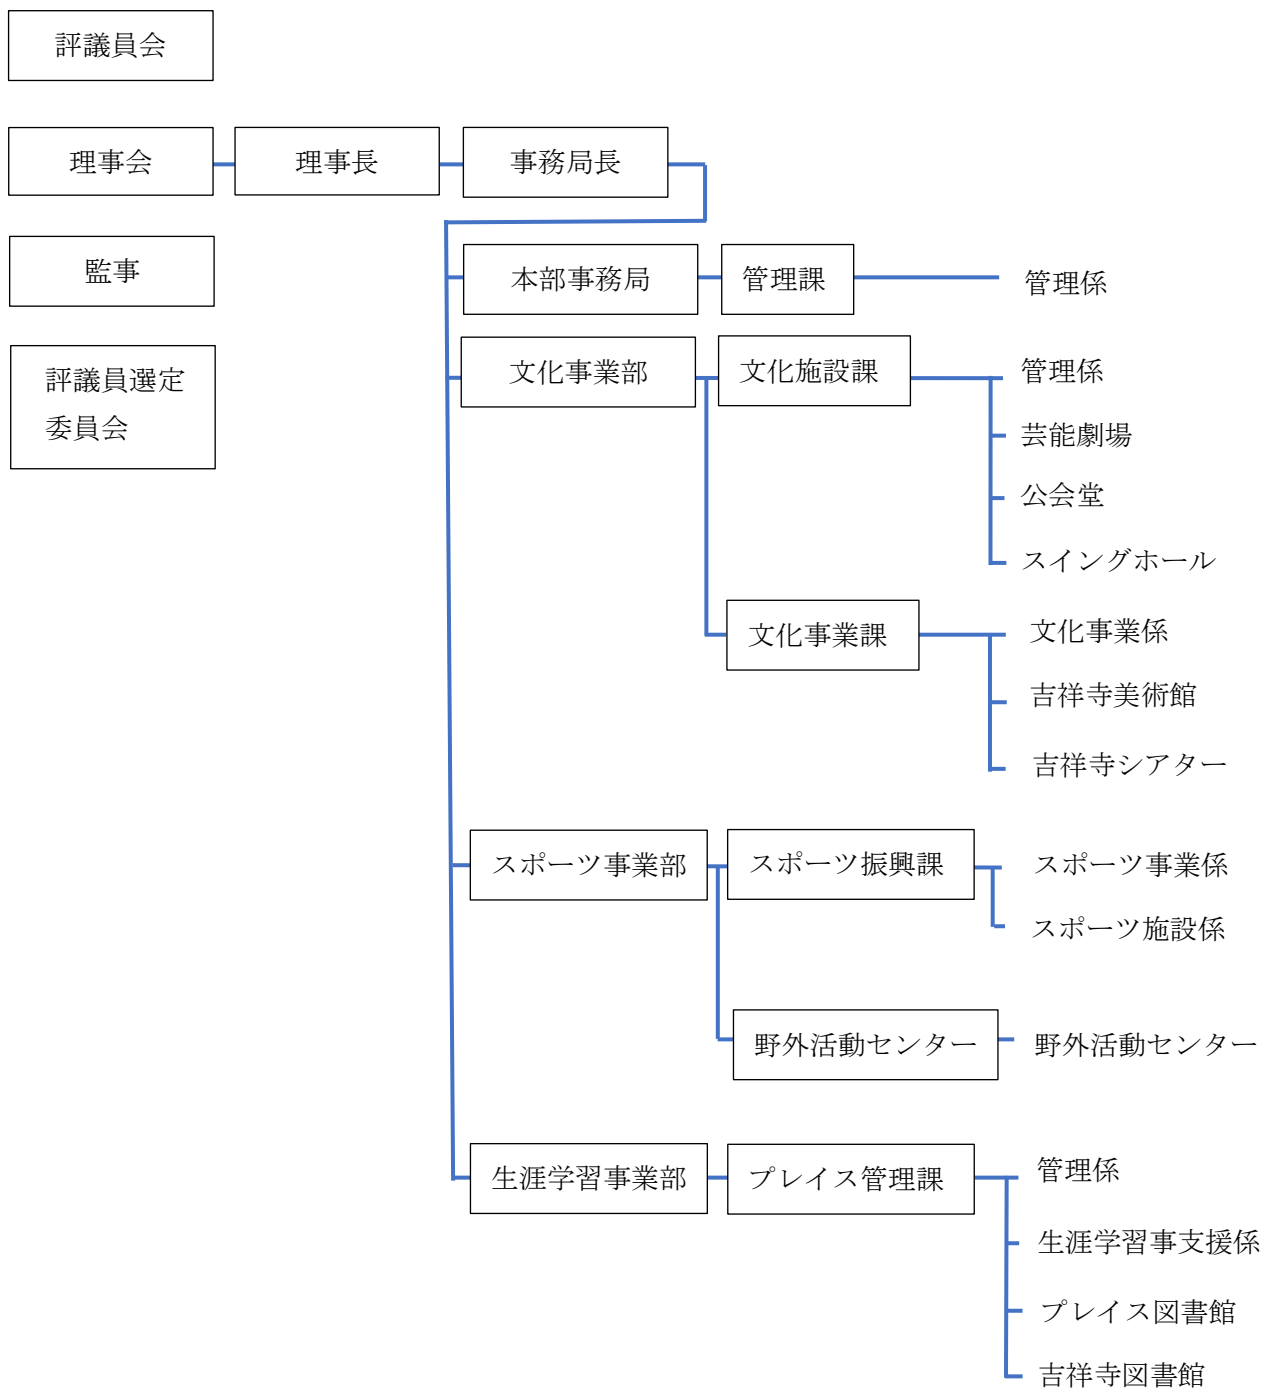 評議員会
理事会
理事長
事務局長
監事
本部事務局
管理課
管理係
評議員選定
委員会
文化事業部
文化施設課
管理係
芸能劇場
公会堂
スイングホール
文化事業課
文化事業係
吉祥寺美術館
吉祥寺シアター
スポーツ事業部
スポーツ振興課
スポーツ事業係
スポーツ施設係
野外活動センター
野外活動センター
生涯学習事業部
プレイス管理課
管理係
生涯学習事支援係
プレイス図書館
吉祥寺図書館